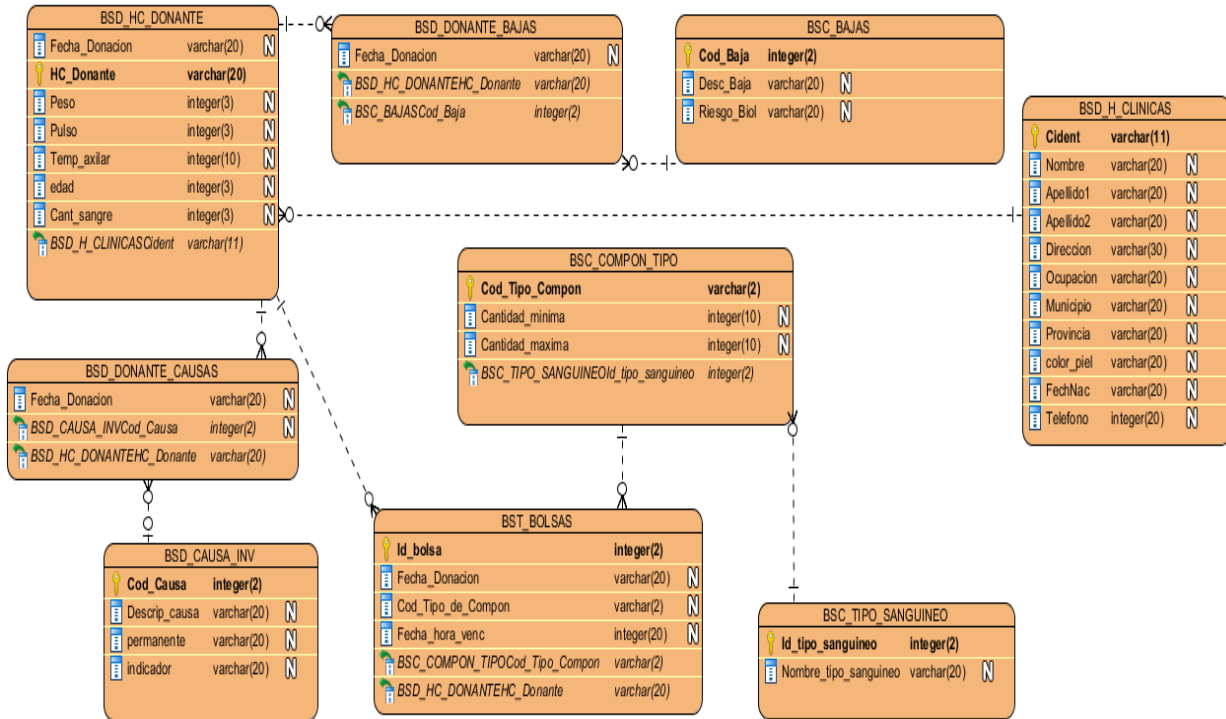 BSD_HC_DONANTE
Fecha_Donacion varchar(20) N
HC_Donante varchar(20)
Peso integer(3) N
Pulso integer(3) N
Temp_axilar integer(10) N
edad integer(3) N
Cant_sangre integer(3) N
BSD_H_CLINICASCident varchar(11)
BSD_DONANTE_BAJAS
Fecha_Donacion varchar(20) N
BSD_HC_DONANTEHC_Donante varchar(20)
BSC_BAJASCod_Baja integer(2)
BSC_BAJAS
Cod_Baja integer(2)
Desc_Baja varchar(20) N
Riesgo_Biol varchar(20) N
BSD_H_CLINICAS
Cident varchar(11)
Nombre varchar(20) N
Apellido1 varchar(20) N
Apellido2 varchar(20) N
Direccion varchar(30) N
Ocupacion varchar(20) N
Municipio varchar(20) N
Provincia varchar(20) N
color_piel varchar(20) N
FechNac varchar(20) N
Telefono integer(20) N
BSC_COMPON_TIPO
Cod_Tipo_Compon varchar(2)
Cantidad_minima integer(10) N
Cantidad_maxima integer(10) N
BSC_TIPO_SANGUINEOId_tipo_sanguineo integer(2)
BSD_DONANTE_CAUSAS
Fecha_Donacion varchar(20) N
BSD_CAUSA_INVCod_Causa integer(2) N
BSD_HC_DONANTEHC_Donante varchar(20)
BSD_CAUSA_INV
Cod_Causa integer(2)
Descrip_causa varchar(20) N
permanente varchar(20) N
indicador varchar(20) N
BST_BOLSAS
Id_bolsa integer(2)
Fecha_Donacion varchar(20) N
Cod_Tipo_de_Compon varchar(2) N
Fecha_hora_venc integer(20) N
BSC_COMPON_TIPOCod_Tipo_Compon varchar(2)
BSD_HC_DONANTEHC_Donante varchar(20)
BSC_TIPO_SANGUINEO
Id_tipo_sanguineo integer(2)
Nombre_tipo_sanguineo varchar(20) N